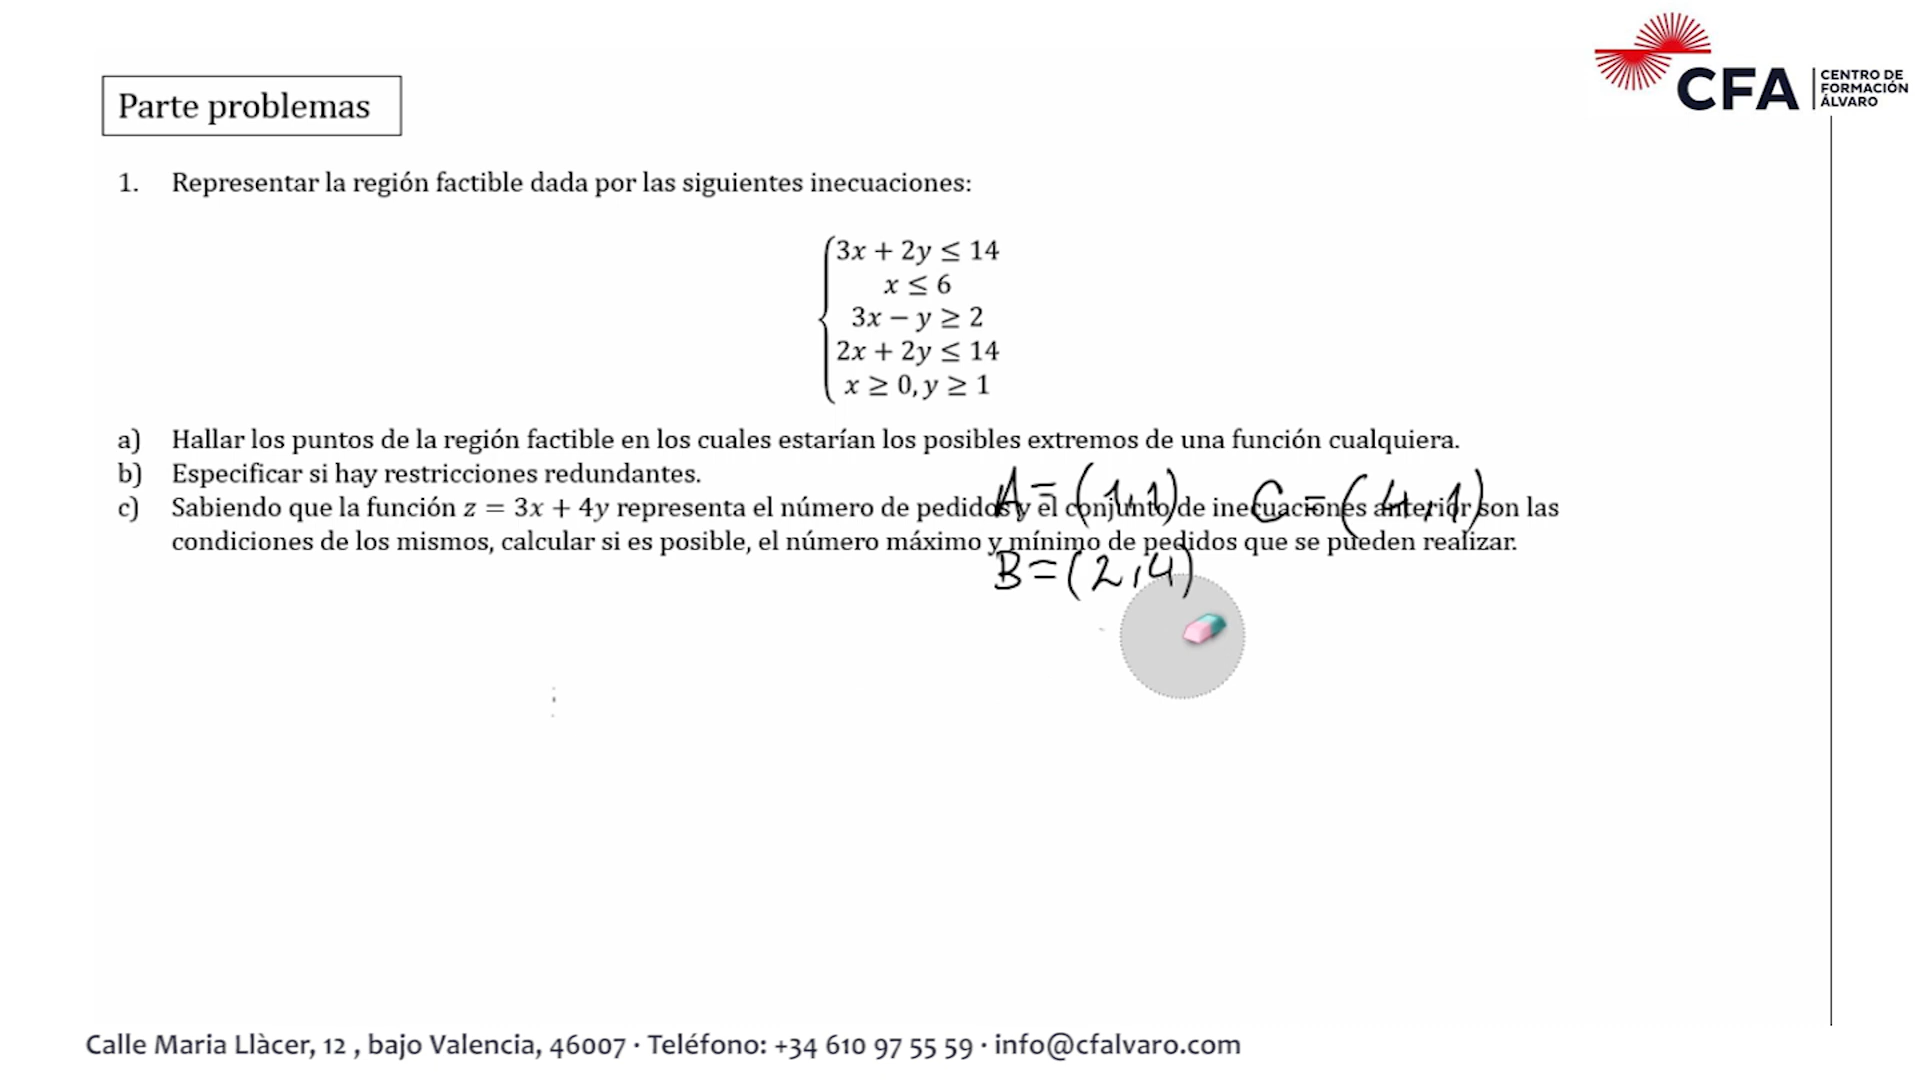 CFA
CENTRO DE
FORMACIÓN
ÁLVARO
Parte problemas
1. Representar la región factible dada por las siguientes inecuaciones:
3x + 2y ≤ 14
x ≤ 6
3x − y ≥ 2
2x + 2y ≤ 14
x ≥ 0, y ≥ 1
a) Hallar los puntos de la región factible en los cuales estarían los posibles extremos de una función cualquiera.
b) Especificar si hay restricciones redundantes.
A = (1,1) C = (4,1)
c) Sabiendo que la función z = 3x + 4y representa el número de pedidos y el conjunto de inecuaciones anterior son las
condiciones de los mismos, calcular si es posible, el número máximo y mínimo de pedidos que se pueden realizar.
B = (2,4)
Calle Maria Llàcer, 12 , bajo Valencia, 46007 · Teléfono: +34 610 97 55 59 · info@cfalvaro.com